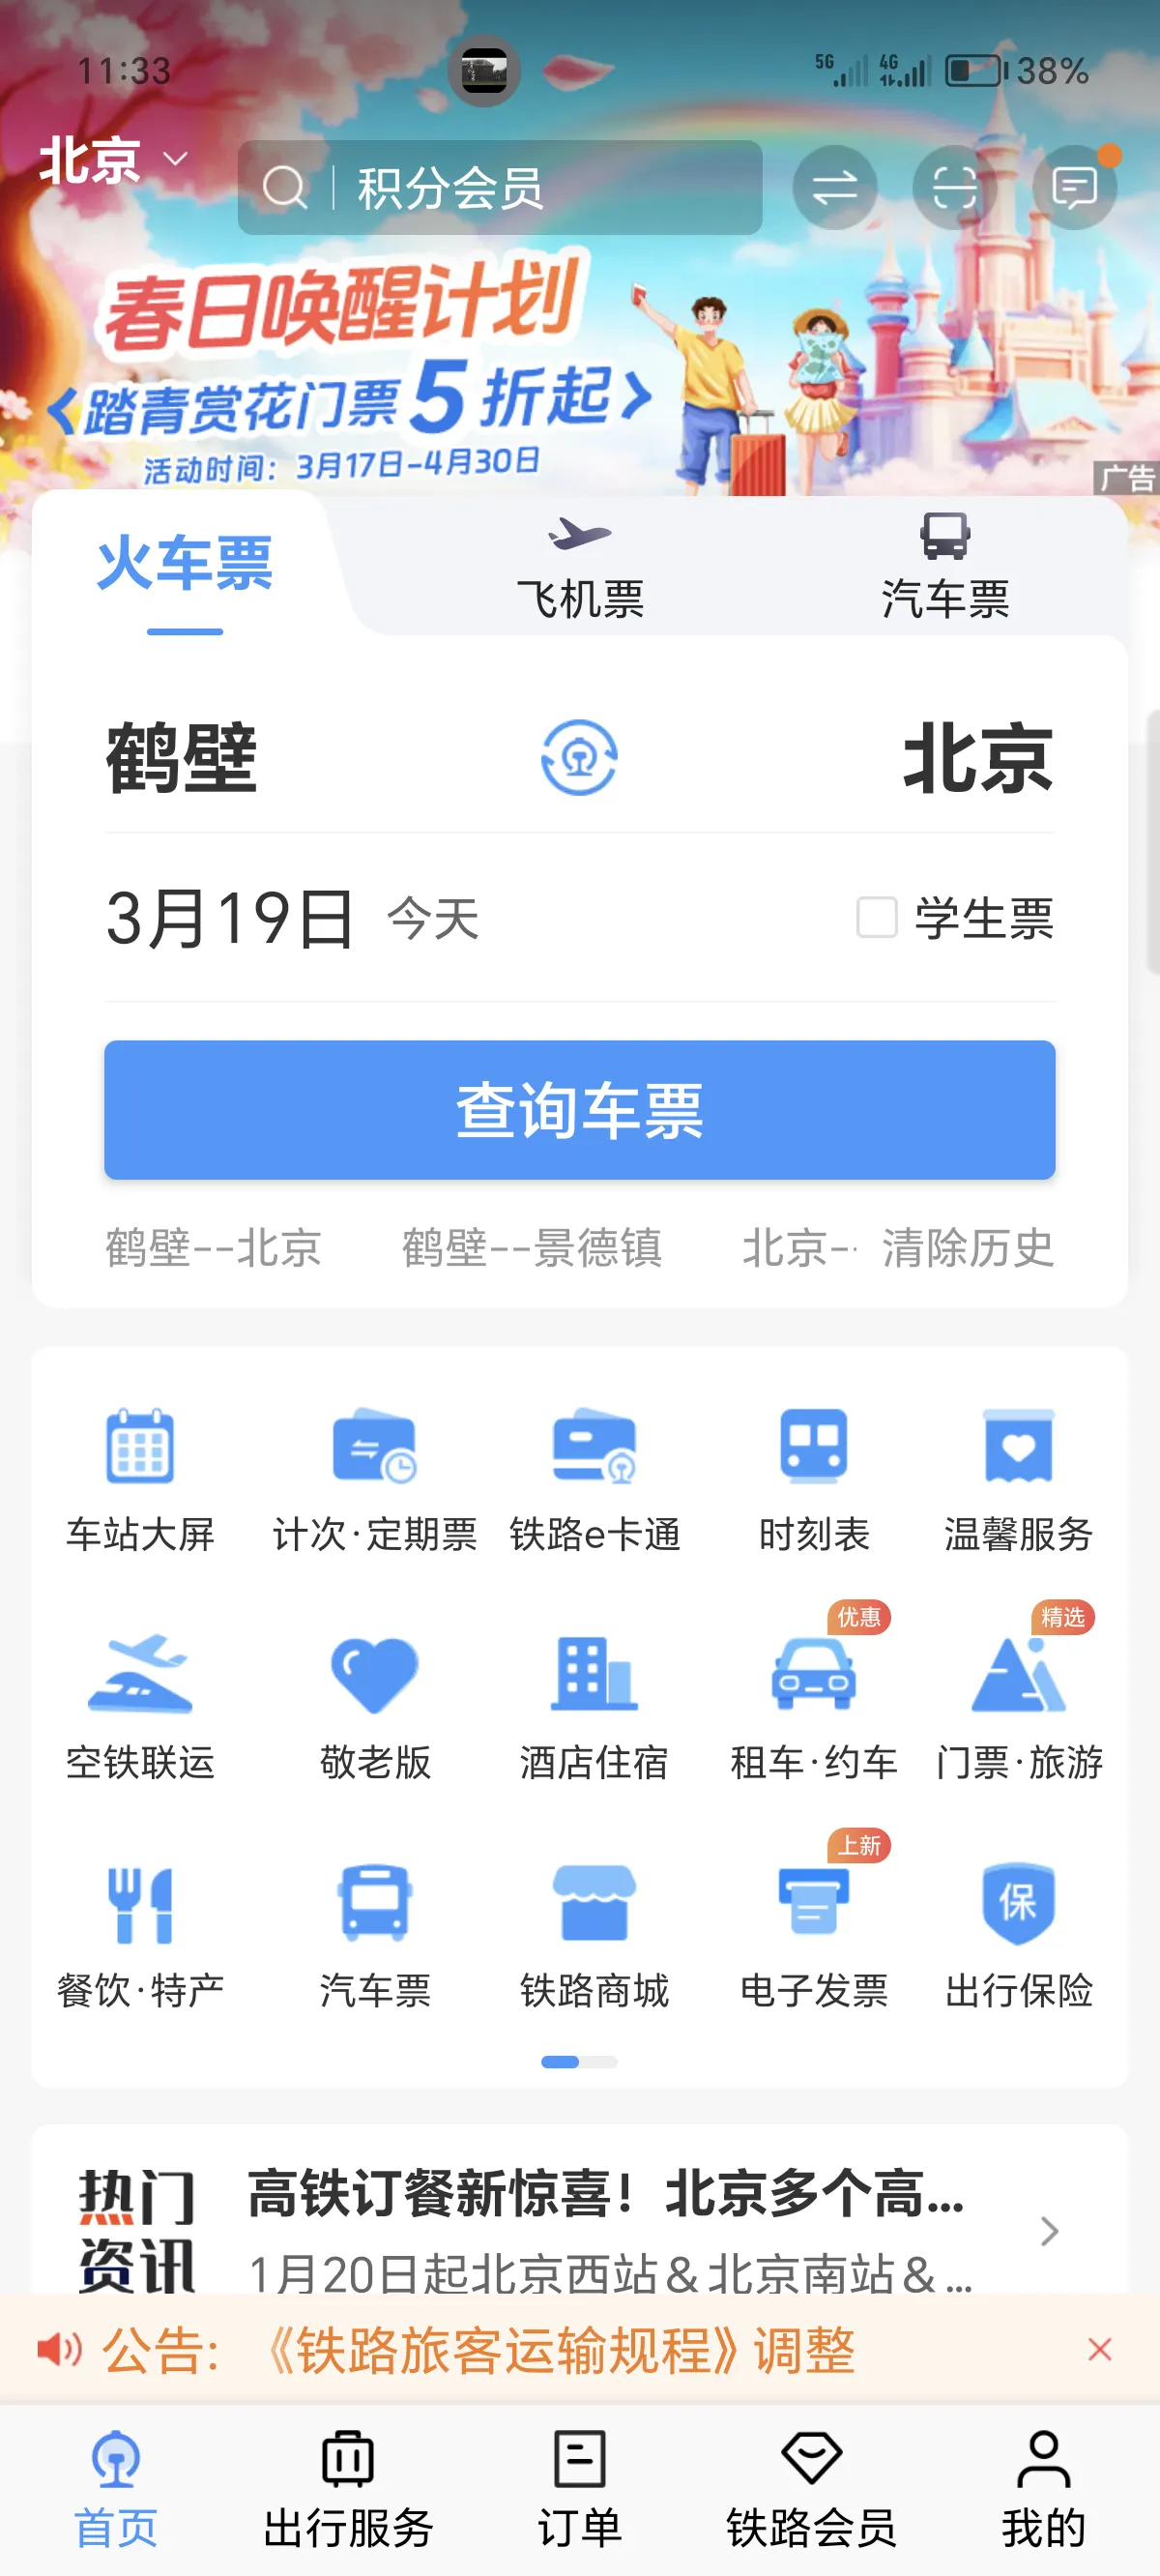 11:33
5G 4G 38%
北京
积分会员
春日唤醒计划
踏青赏花门票5折起
活动时间：3月17日-4月30日
广告
火车票
飞机票
汽车票
鹤壁
北京
3月19日 今天
学生票
查询车票
鹤壁--北京 鹤壁--景德镇 北京-- 清除历史
车站大屏 计次·定期票 铁路e卡通 时刻表 温馨服务
优惠 精选
空铁联运 敬老版 酒店住宿 租车·约车 门票·旅游
上新
保
餐饮·特产 汽车票 铁路商城 电子发票 出行保险
热门资讯
高铁订餐新惊喜！北京多个高...
1月20日起北京西站&北京南站&...
公告: 《铁路旅客运输规程》调整
首页 出行服务 订单 铁路会员 我的